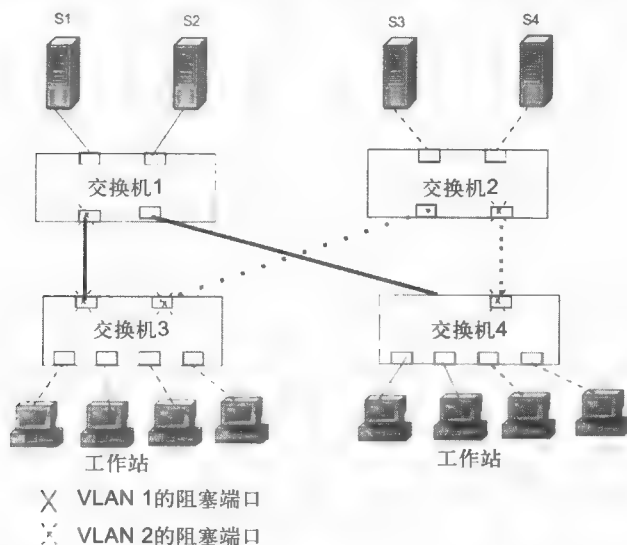 S1
S2
S3
S4
交换机1
交换机2
交换机3
交换机4
工作站
工作站
VLAN 1的阻塞端口
VLAN 2的阻塞端口